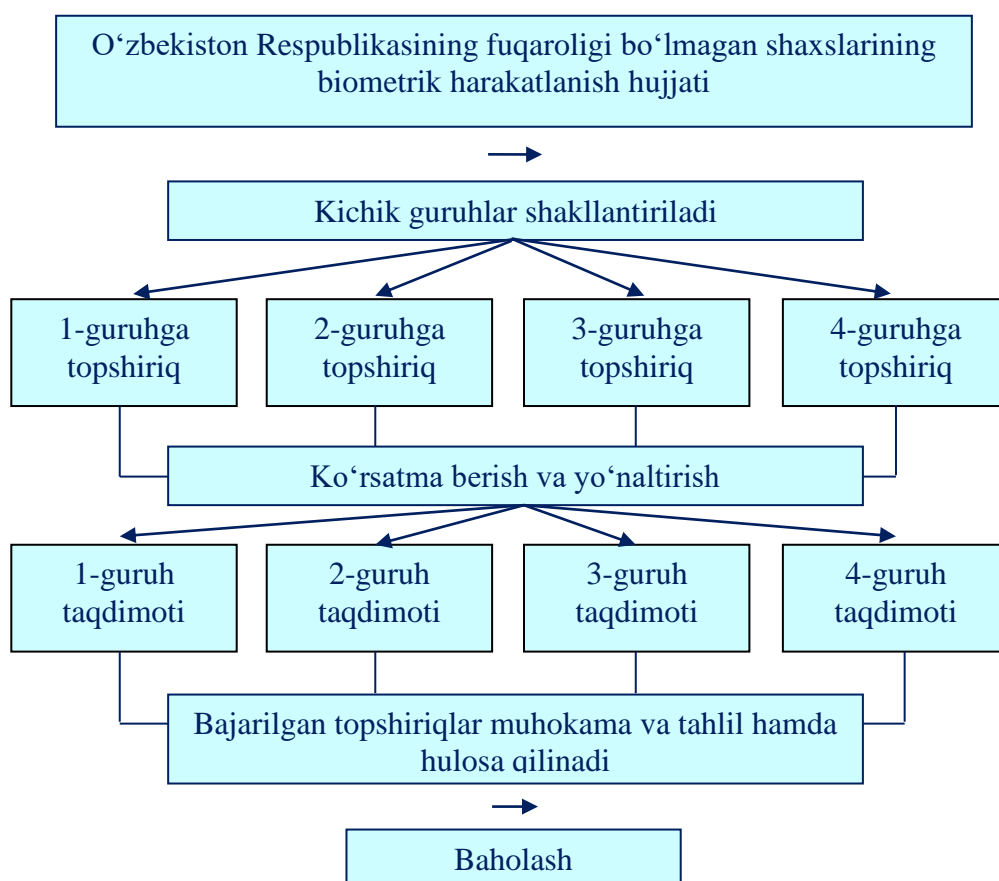 O‘zbekiston Respublikasining fuqaroligi bo‘lmagan shaxslarining
biometrik harakatlanish hujjati
Kichik guruhlar shakllantiriladi
1-guruhga
topshiriq
2-guruhga
topshiriq
3-guruhga
topshiriq
4-guruhga
topshiriq
Ko‘rsatma berish va yo‘naltirish
1-guruh
taqdimoti
2-guruh
taqdimoti
3-guruh
taqdimoti
4-guruh
taqdimoti
Bajarilgan topshiriqlar muhokama va tahlil hamda
hulosa qilinadi
Baholash